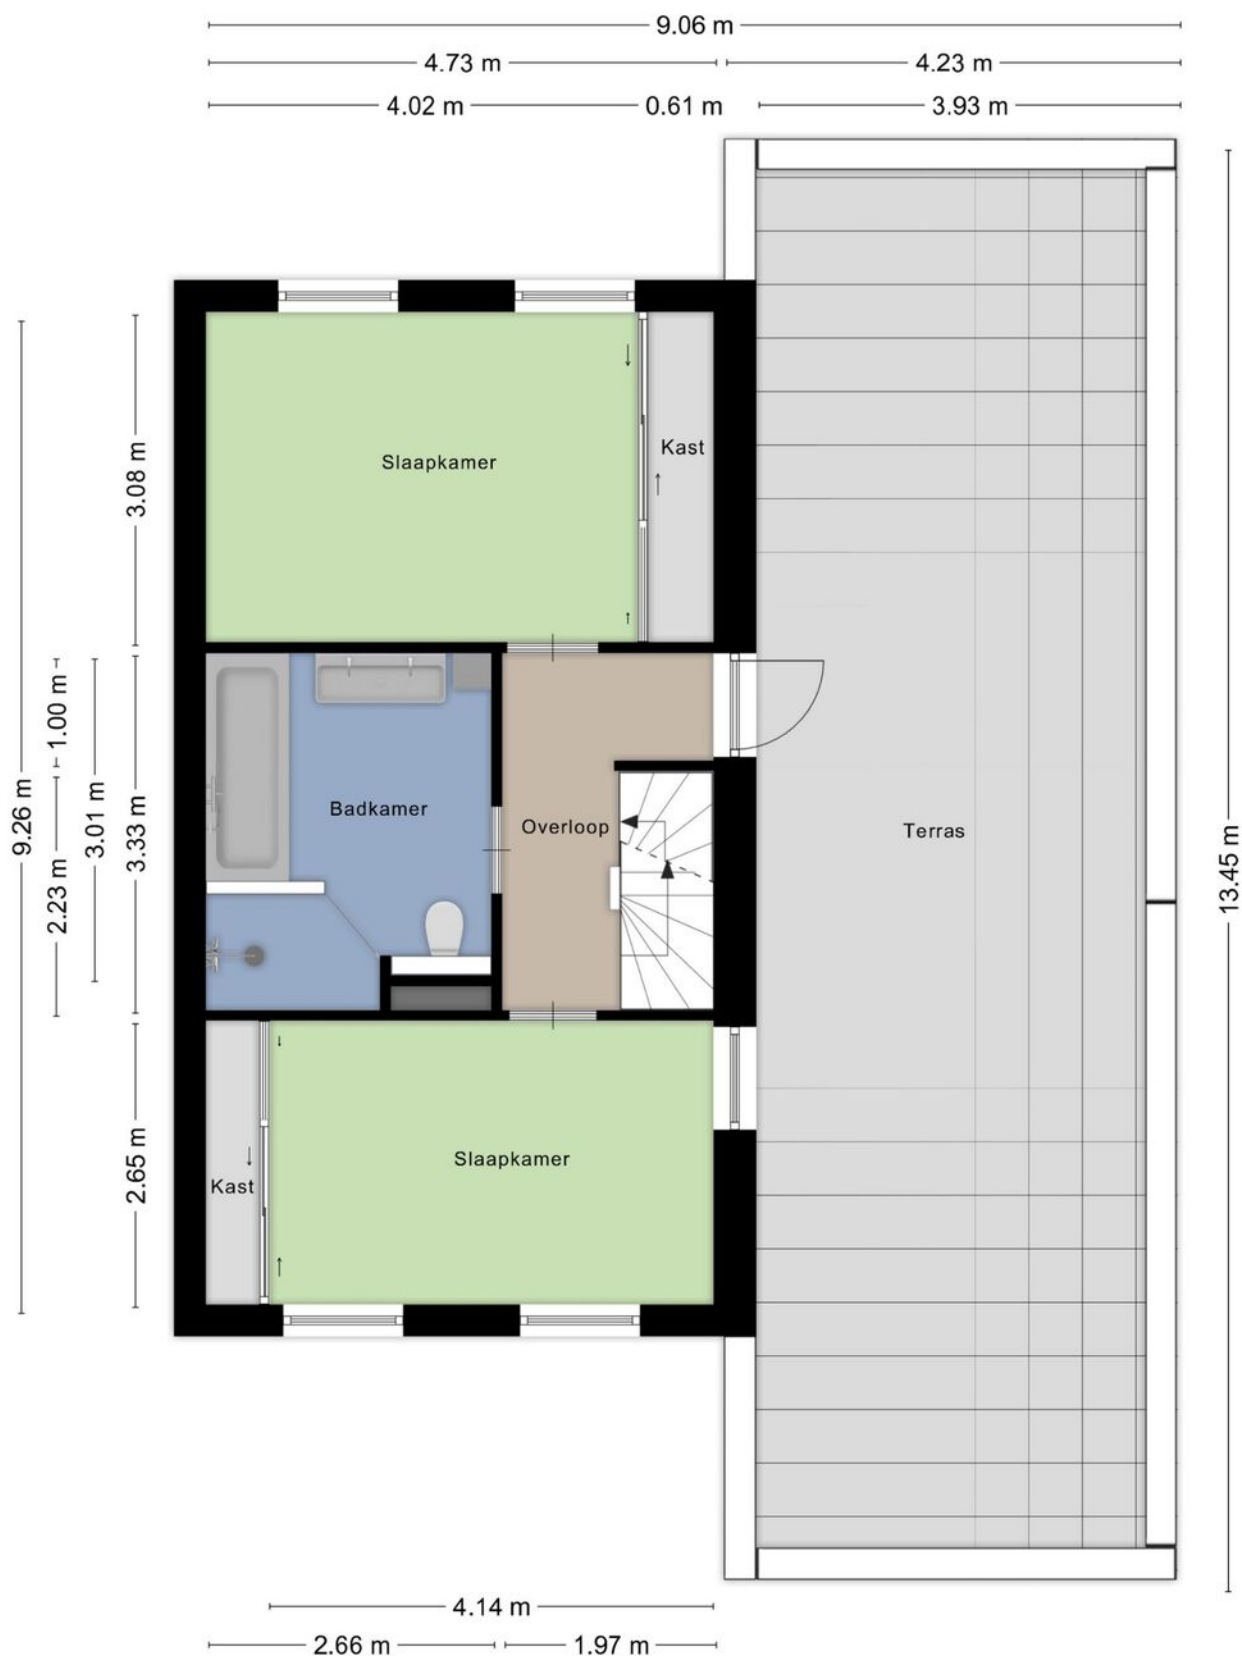 9.06 m
4.73 m
4.23 m
4.02 m
0.61 m
3.93 m
Slaapkamer
Kast
3.08 m
1.00 m
9.26 m
2.23 m
3.01 m
3.33 m
Badkamer
Overloop
Terras
13.45 m
2.65 m
Kast
Slaapkamer
4.14 m
2.66 m
1.97 m